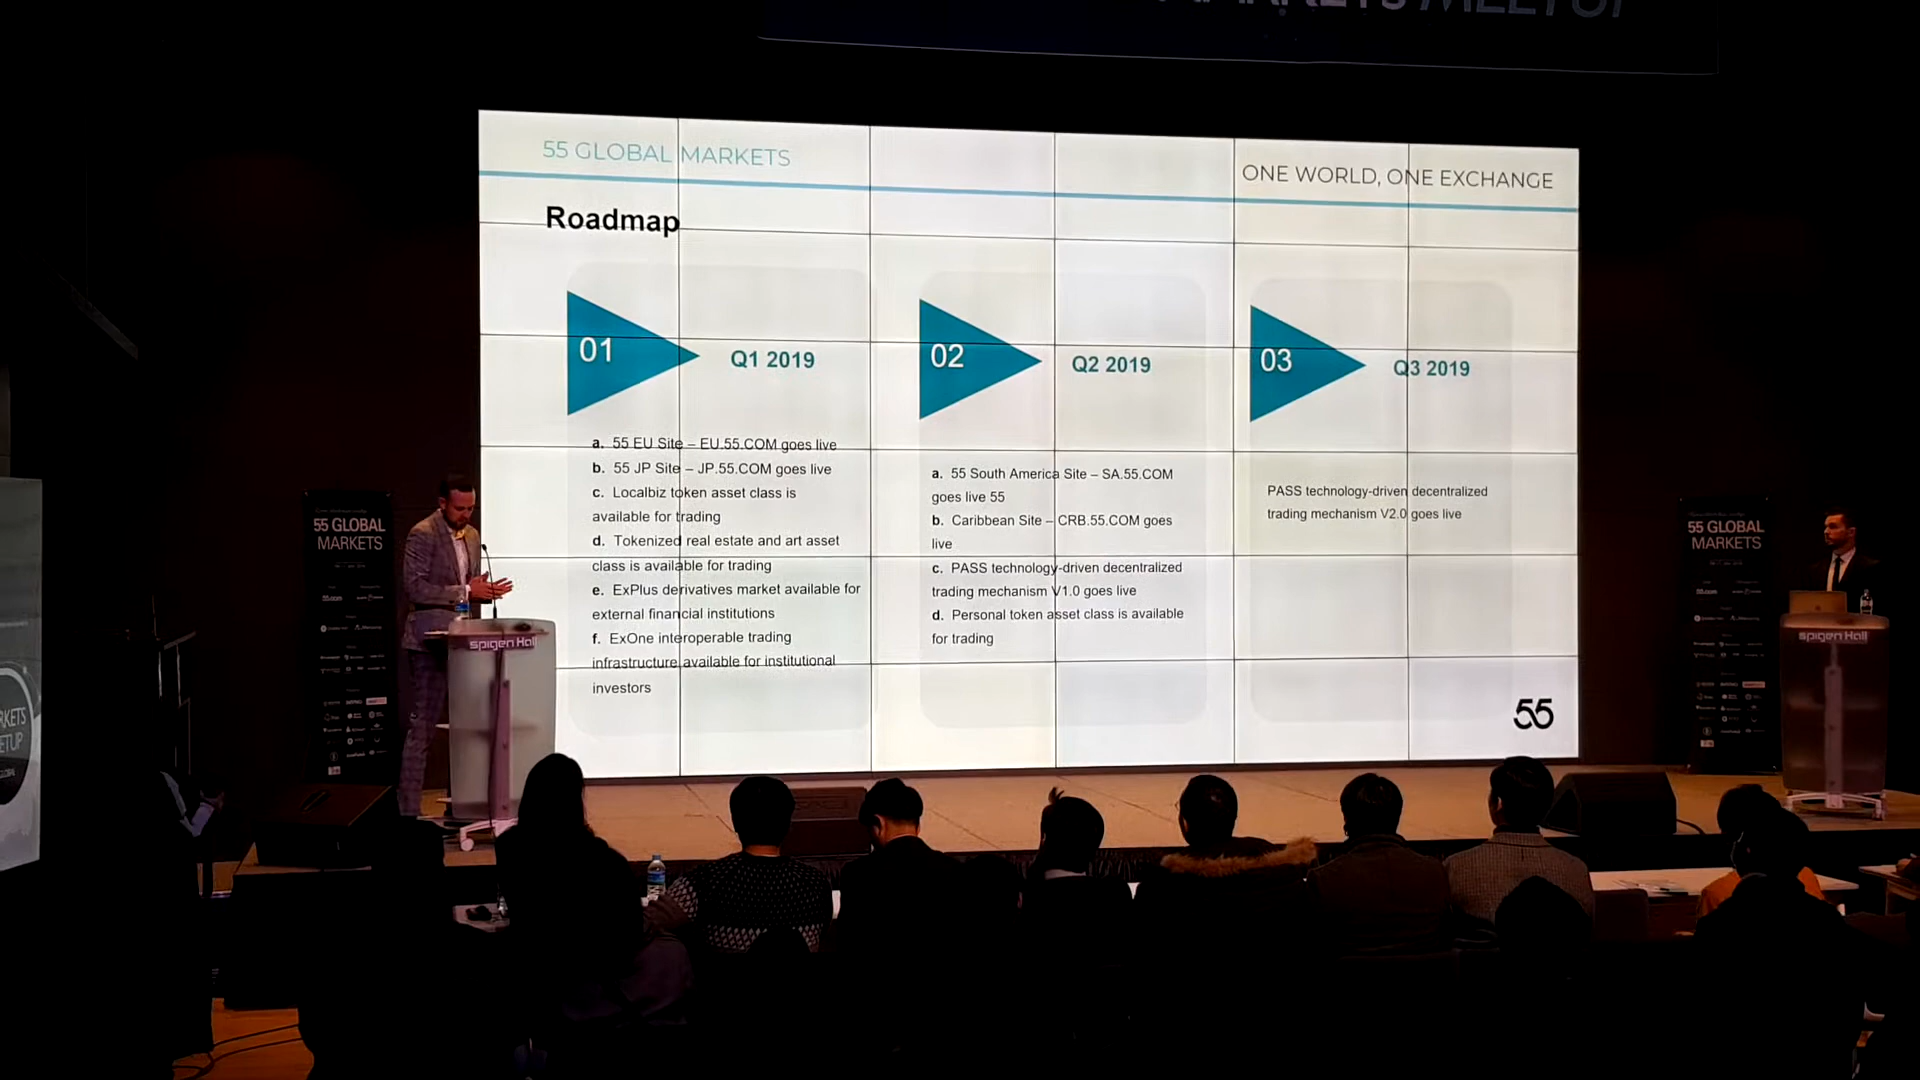 MARKETS MEETUP
55 GLOBAL MARKETS
ONE WORLD, ONE EXCHANGE
Roadmap
01
Q1 2019
02
Q2 2019
03
Q3 2019
a. 55 EU Site – EU.55.COM goes live
b. 55 JP Site – JP.55.COM goes live
c. Localbiz token asset class is
available for trading
d. Tokenized real estate and art asset
class is available for trading
e. ExPlus derivatives market available for
external financial institutions
f. ExOne interoperable trading
infrastructure available for institutional
investors
a. 55 South America Site – SA.55.COM
goes live 55
b. Caribbean Site – CRB.55.COM goes
live
c. PASS technology-driven decentralized
trading mechanism V1.0 goes live
d. Personal token asset class is available
for trading
PASS technology-driven decentralized
trading mechanism V2.0 goes live
55
55 GLOBAL
MARKETS
spigen Hall
55 GLOBAL
MARKETS
spigen Hall
RKETS
ETUP